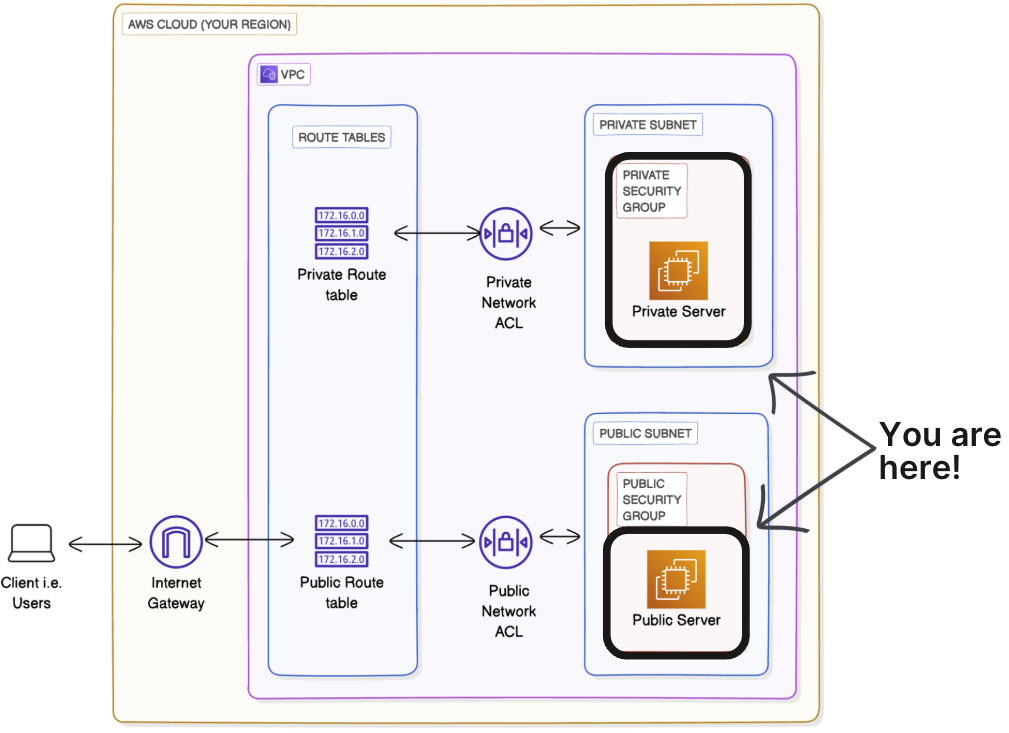 AWS CLOUD (YOUR REGION)
VPC
ROUTE TABLES
172.16.0.0
172.16.1.0
172.16.2.0
Private Route
table
Private
Network
ACL
PRIVATE SUBNET
PRIVATE
SECURITY
GROUP
Private Server
You are
here!
PUBLIC SUBNET
PUBLIC
SECURITY
GROUP
Public Server
Client i.e.
Users
Internet
Gateway
172.16.0.0
172.16.1.0
172.16.2.0
Public Route
table
Public
Network
ACL